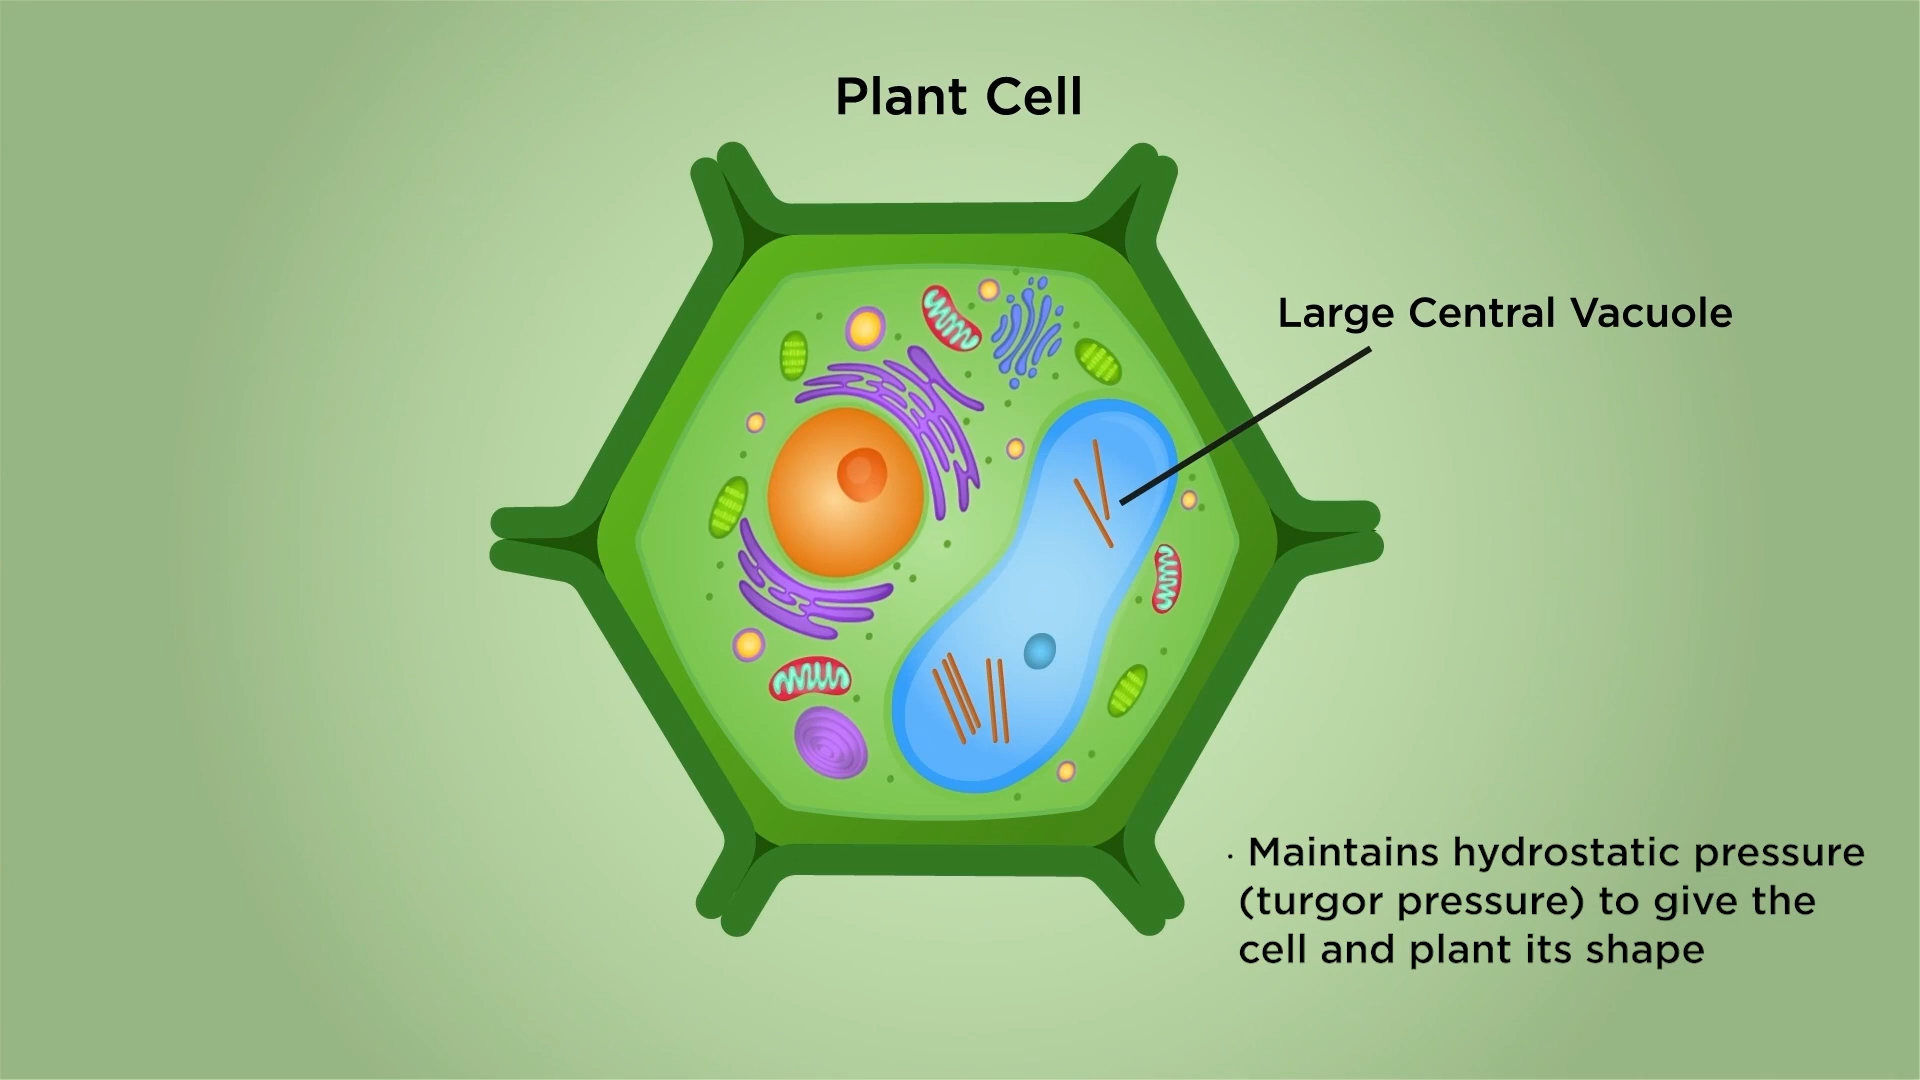 Plant Cell
Large Central Vacuole
· Maintains hydrostatic pressure
(turgor pressure) to give the
cell and plant its shape